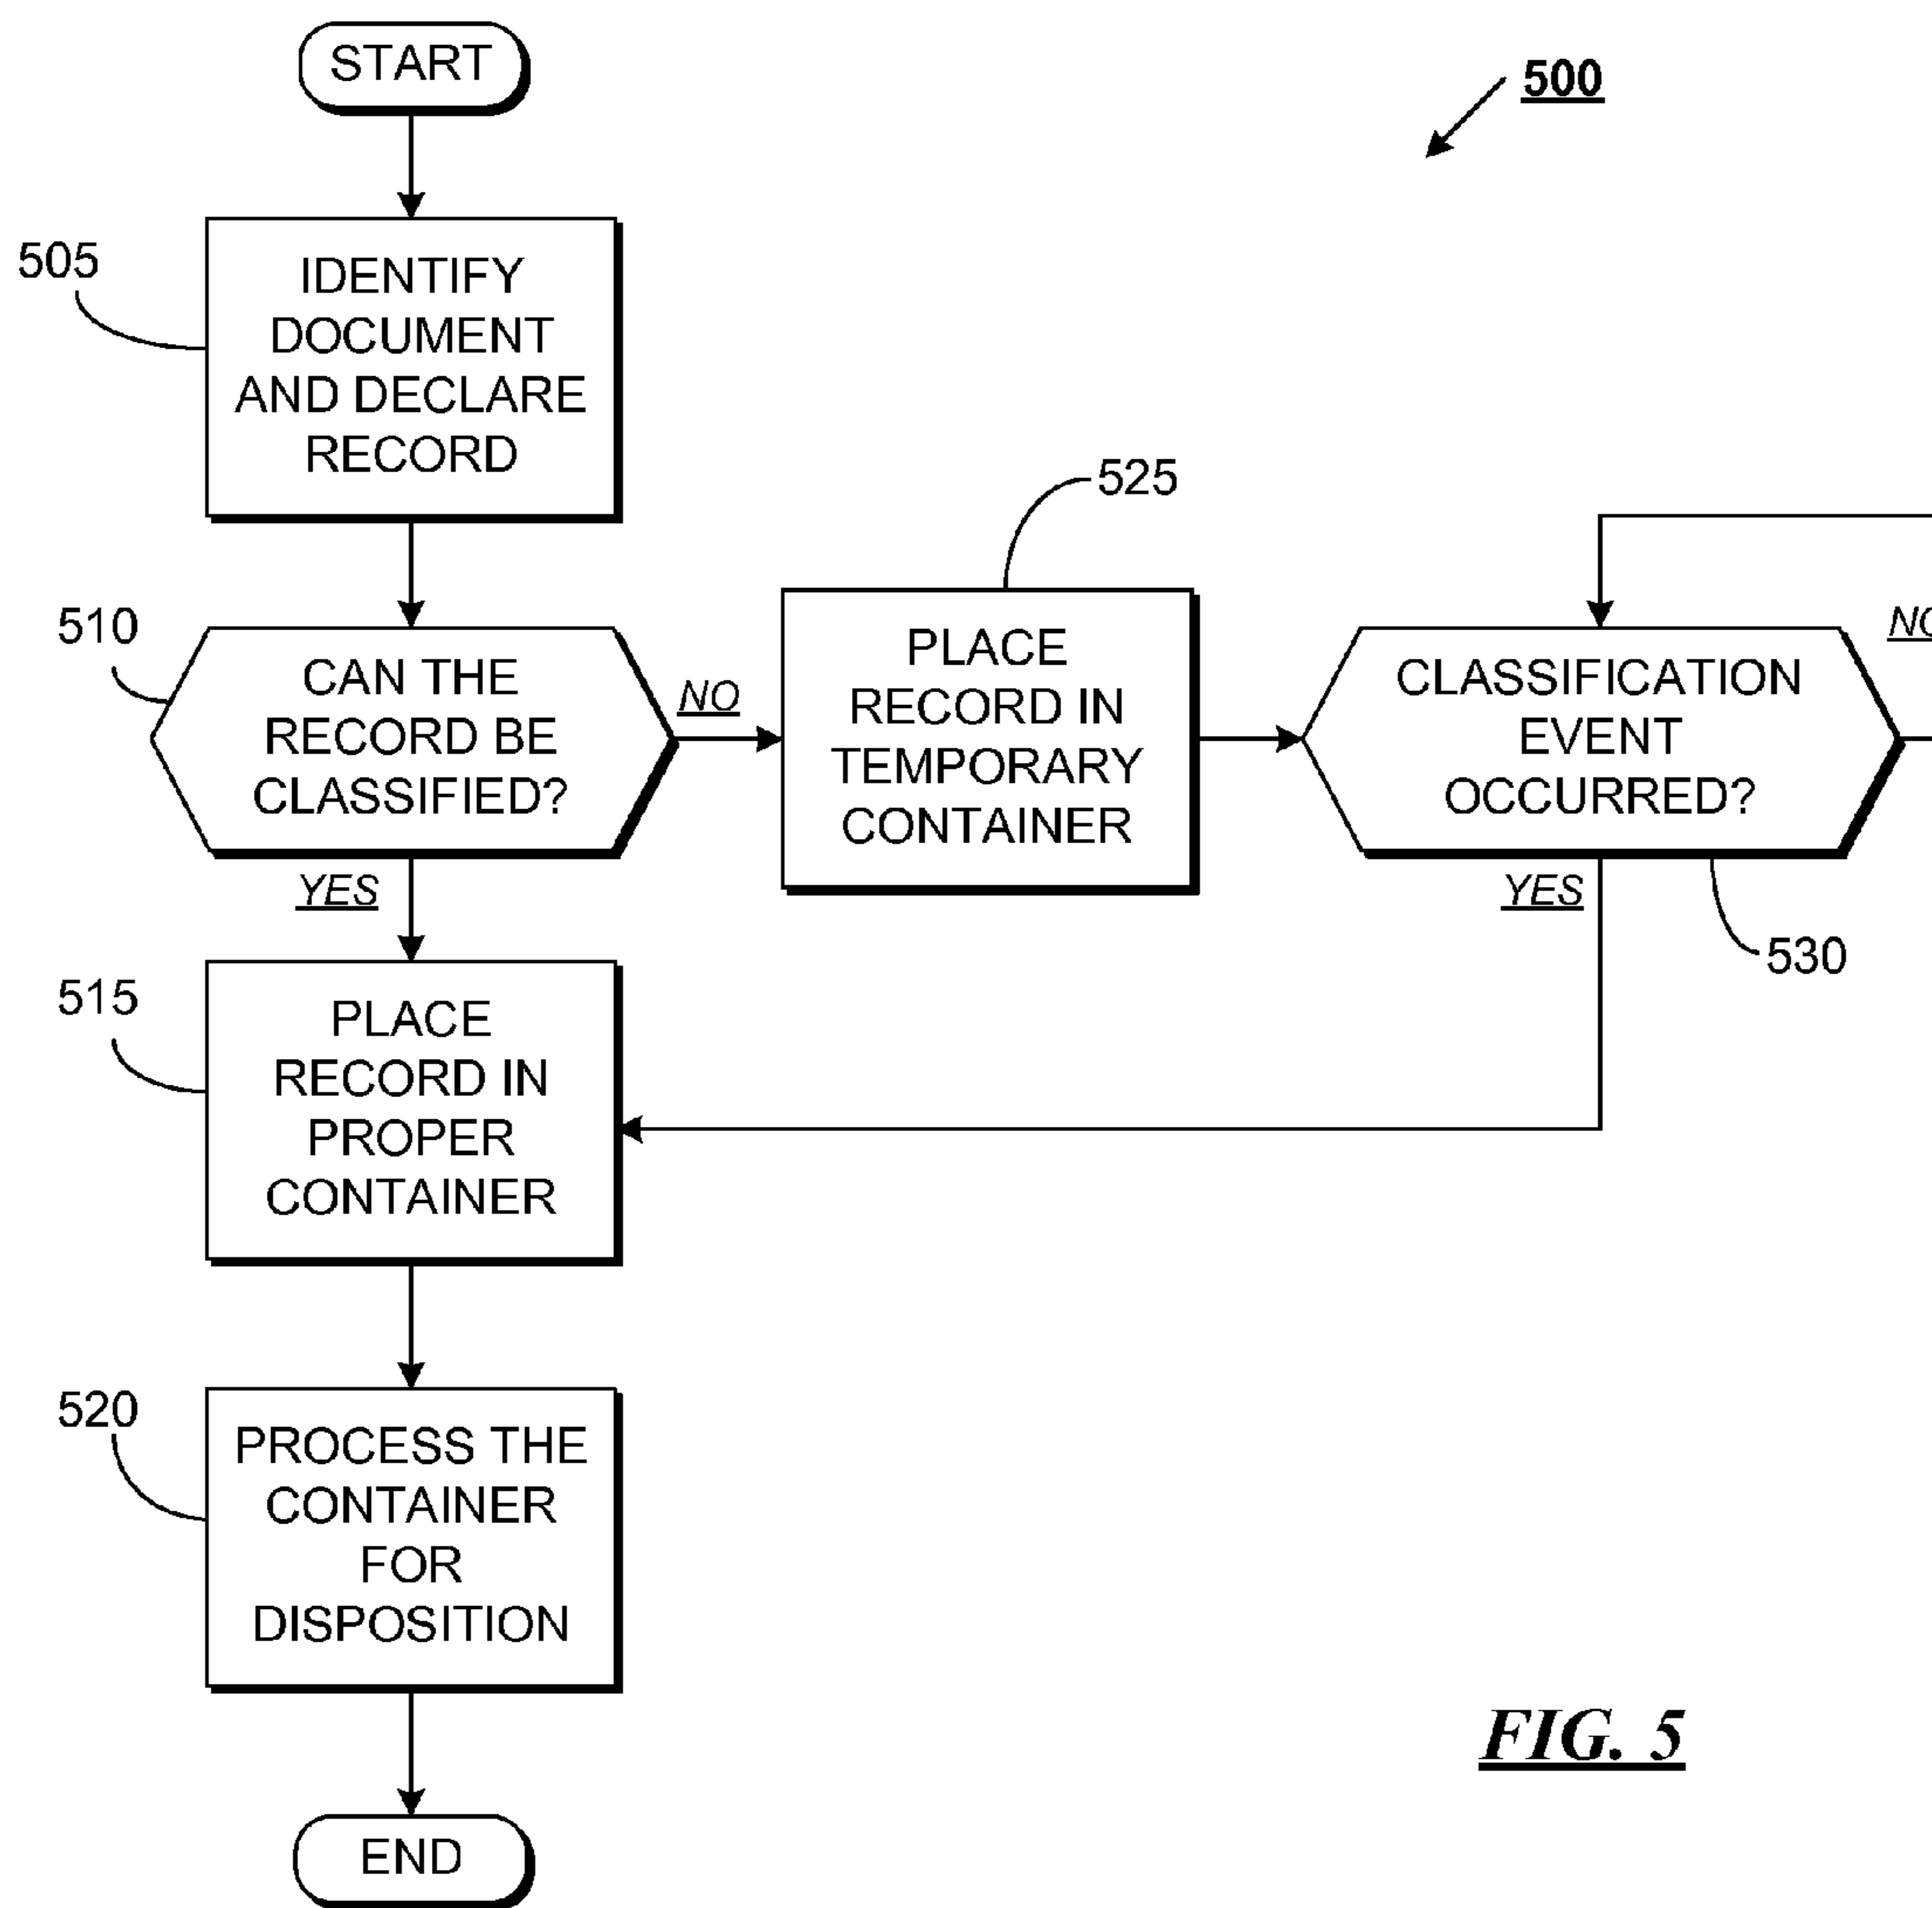 START
500
505
IDENTIFY
DOCUMENT
AND DECLARE
RECORD
525
510
CAN THE
RECORD BE
CLASSIFIED?
NO
PLACE
RECORD IN
TEMPORARY
CONTAINER
CLASSIFICATION
EVENT
OCCURRED?
NO
YES
YES
530
515
PLACE
RECORD IN
PROPER
CONTAINER
520
PROCESS THE
CONTAINER
FOR
DISPOSITION
END
FIG. 5